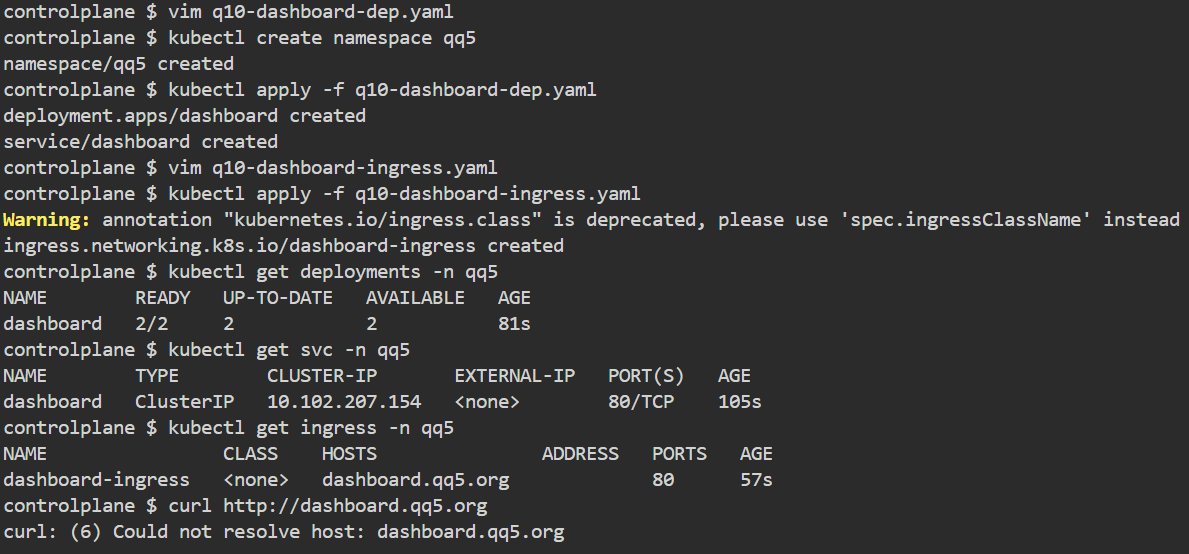 controlplane $ vim q10-dashboard-dep.yaml
controlplane $ kubectl create namespace qq5
namespace/qq5 created
controlplane $ kubectl apply -f q10-dashboard-dep.yaml
deployment.apps/dashboard created
service/dashboard created
controlplane $ vim q10-dashboard-ingress.yaml
controlplane $ kubectl apply -f q10-dashboard-ingress.yaml
Warning: annotation "kubernetes.io/ingress.class" is deprecated, please use 'spec.ingressClassName' instead
ingress.networking.k8s.io/dashboard-ingress created
controlplane $ kubectl get deployments -n qq5
NAME        READY   UP-TO-DATE   AVAILABLE   AGE
dashboard   2/2     2            2           81s
controlplane $ kubectl get svc -n qq5
NAME        TYPE        CLUSTER-IP       EXTERNAL-IP   PORT(S)   AGE
dashboard   ClusterIP   10.102.207.154   <none>        80/TCP    105s
controlplane $ kubectl get ingress -n qq5
NAME                CLASS    HOSTS               ADDRESS   PORTS   AGE
dashboard-ingress   <none>   dashboard.qq5.org             80      57s
controlplane $ curl http://dashboard.qq5.org
curl: (6) Could not resolve host: dashboard.qq5.org